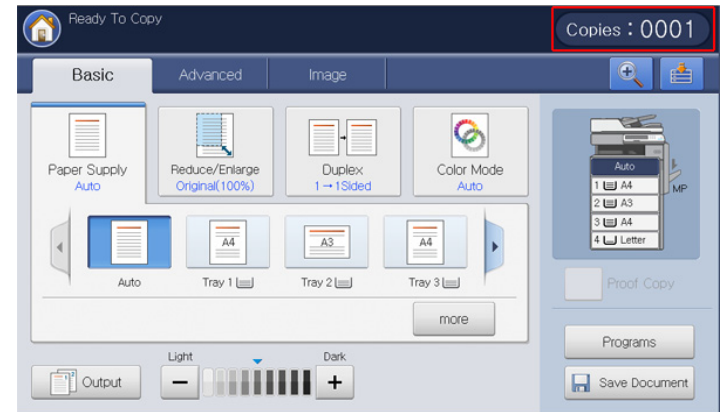 Ready To Copy
Copies : 0001
Basic
Advanced
Image
Paper Supply
Auto
Reduce/Enlarge
Original(100%)
Duplex
1→1Sided
Color Mode
Auto
A4
A3
A4
Auto
Tray 1
Tray 2
Tray 3
more
Output
Light
Dark
Auto
1 A4
2 A3
3 A4
4 Letter
MP
Proof Copy
Programs
Save Document